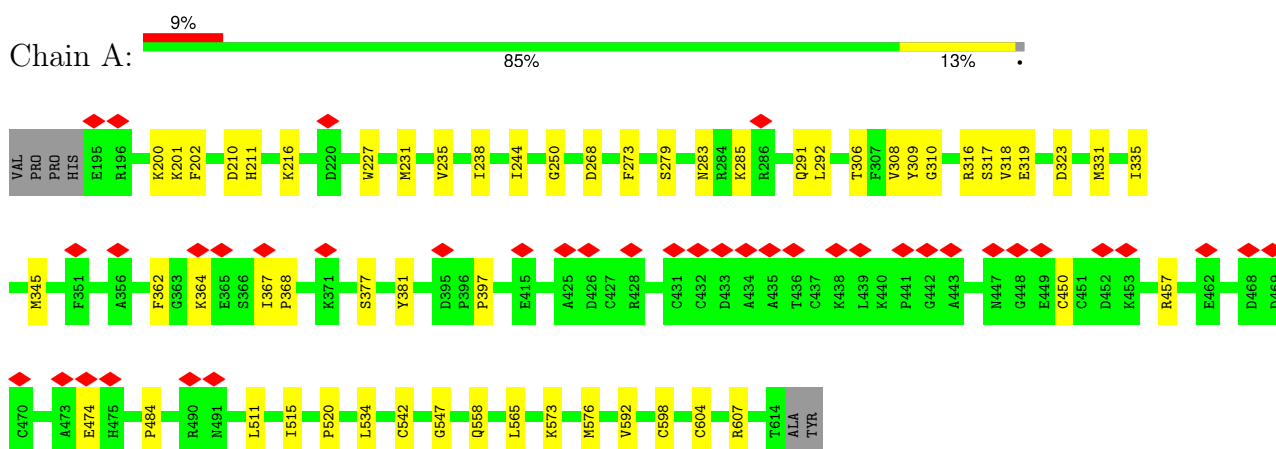 9%
Chain A:
85% 13% •
VAL PRO PRO HIS E195 R196 K200 K201 F202 D210 H211 K216 D220 W227 M231 V235 I238 I244 G250 D268 F273 S279 N283 R284 K285 R286 Q291 L292 T306 F307 V308 Y309 G310 R316 S317 V318 E319 D323 M331 I335
M345 F351 A356 F362 G363 K364 E365 S366 I367 P368 K371 S377 Y381 D395 P396 P397 E415 A425 D426 C427 R428 C431 C432 D433 A434 A435 T436 C437 K438 L439 K440 P441 G442 A443 N447 G448 E449 C450 C451 D452 K453 R457 E462 D468 P469
C470 A473 E474 H475 P484 R490 N491 L511 I515 P520 L534 C542 G547 Q558 L565 K573 M576 V592 C598 C604 R607 T614 ALA TYR